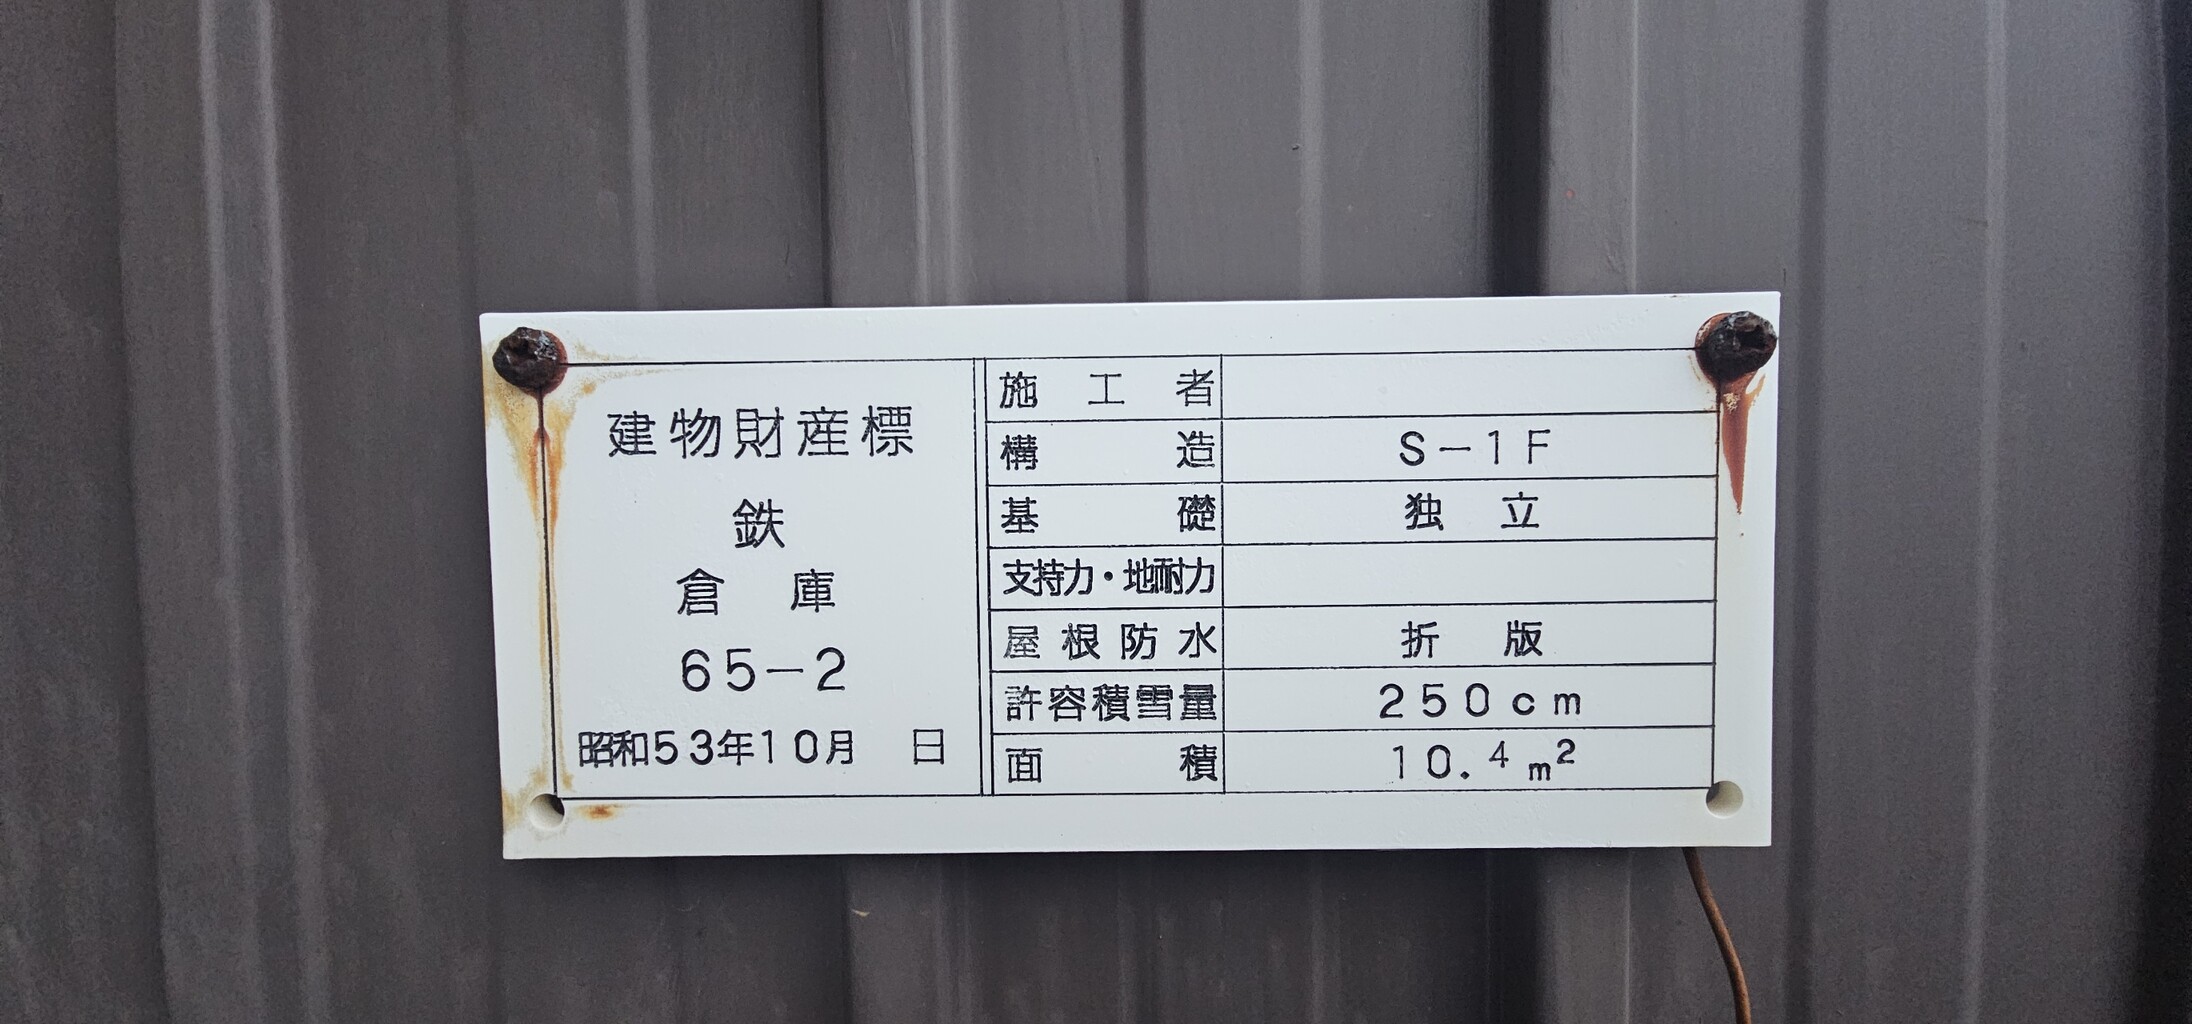 建物財産標
鉄
倉 庫
65-2
昭和53年10月 日
施工者
構造 S-1F
基礎 独立
支持力・地耐力
屋根防水 折版
許容積雪量 250cm
面積 10.4m²